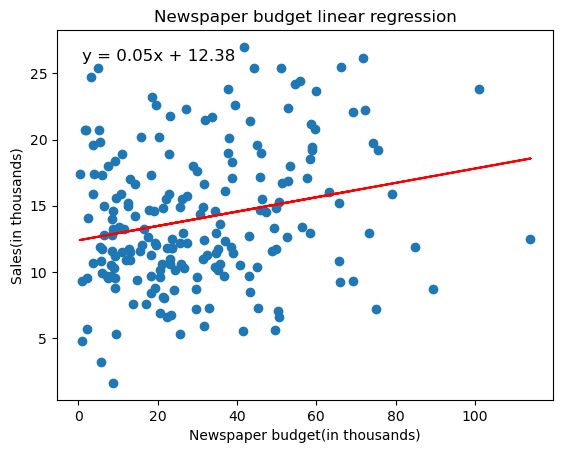 Newspaper budget linear regression
y = 0.05x + 12.38
25
20
15
10
5
Sales(in thousands)
0
20
40
60
80
100
Newspaper budget(in thousands)